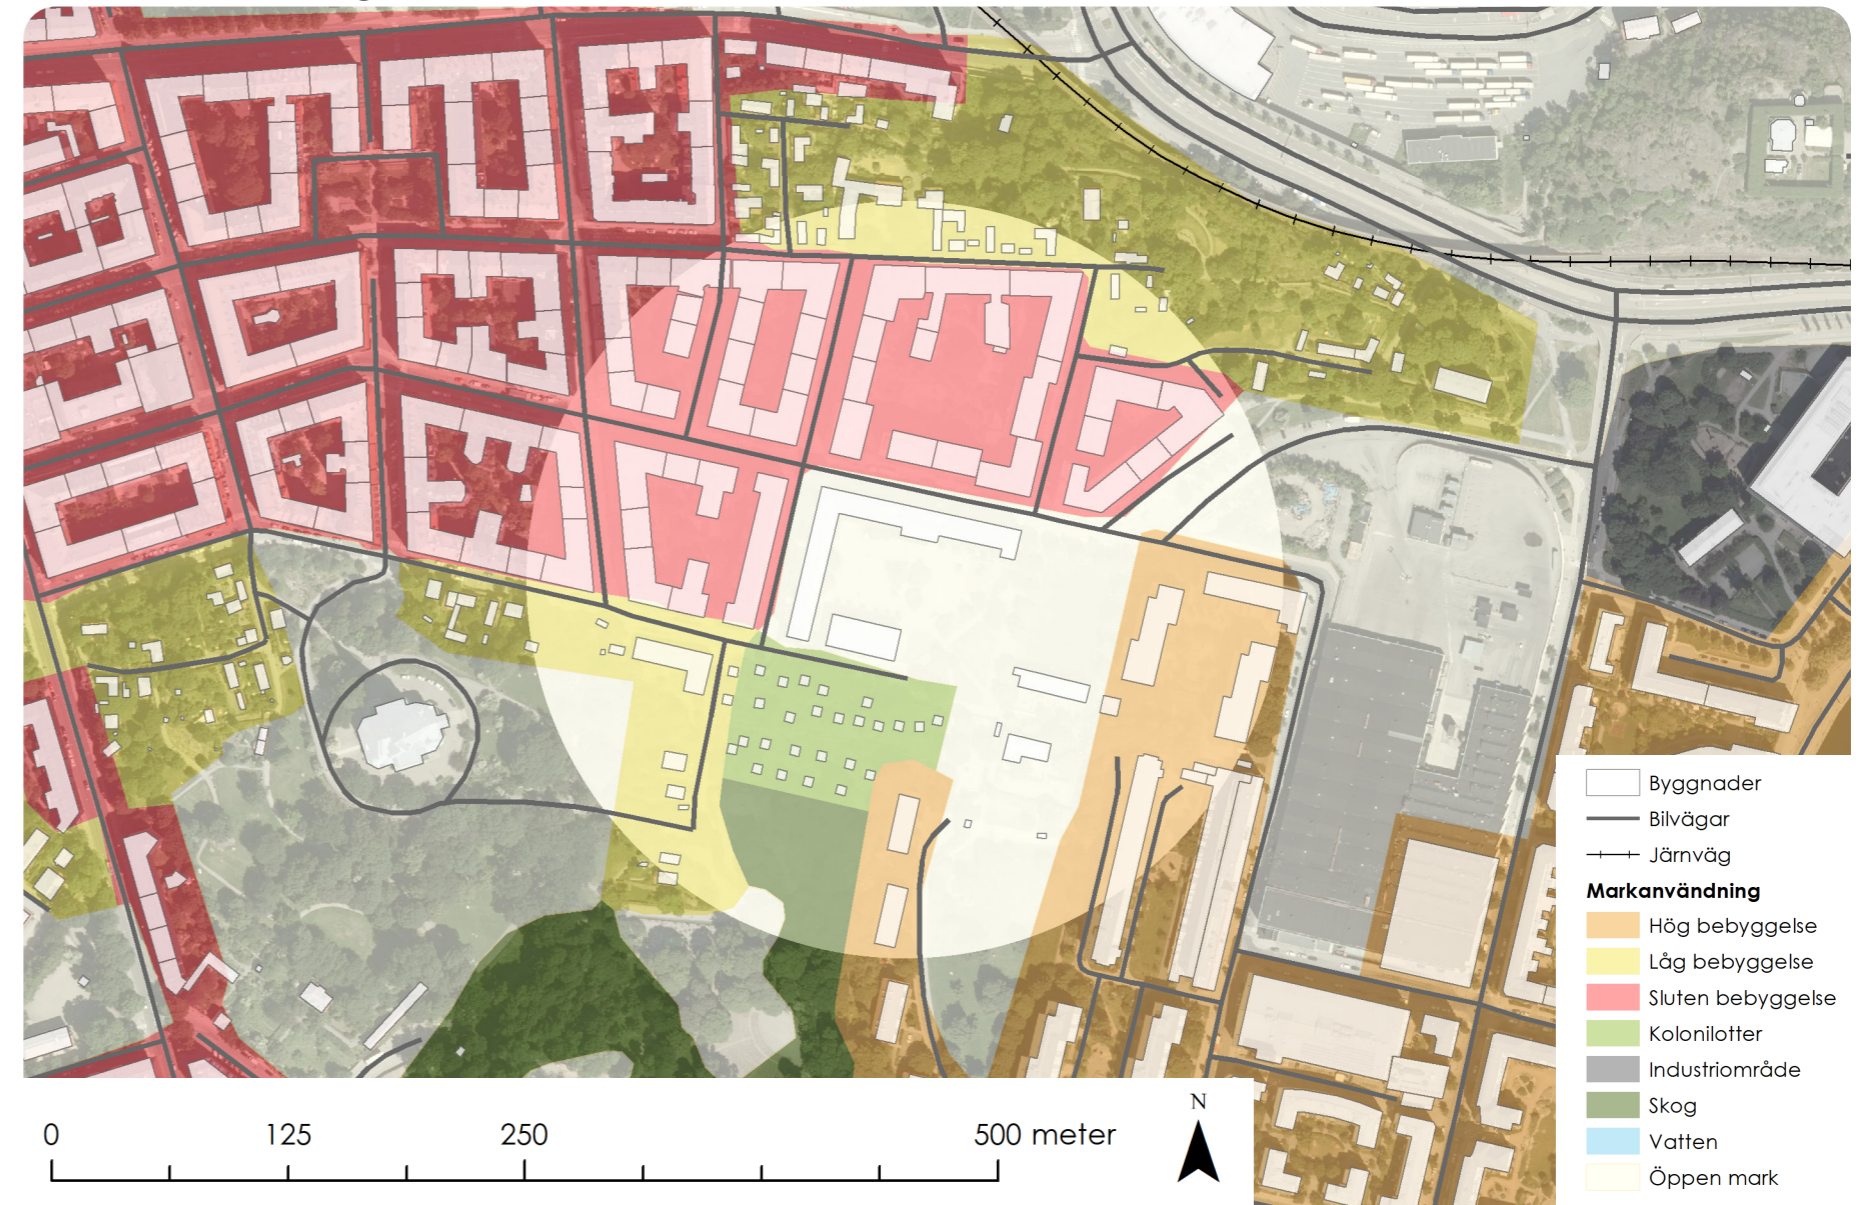 Byggnader
Bilvägar
Järnväg
Markanvändning
Hög bebyggelse
Låg bebyggelse
Sluten bebyggelse
Kolonilotter
Industriområde
Skog
Vatten
Öppen mark
0 125 250 500 meter
N